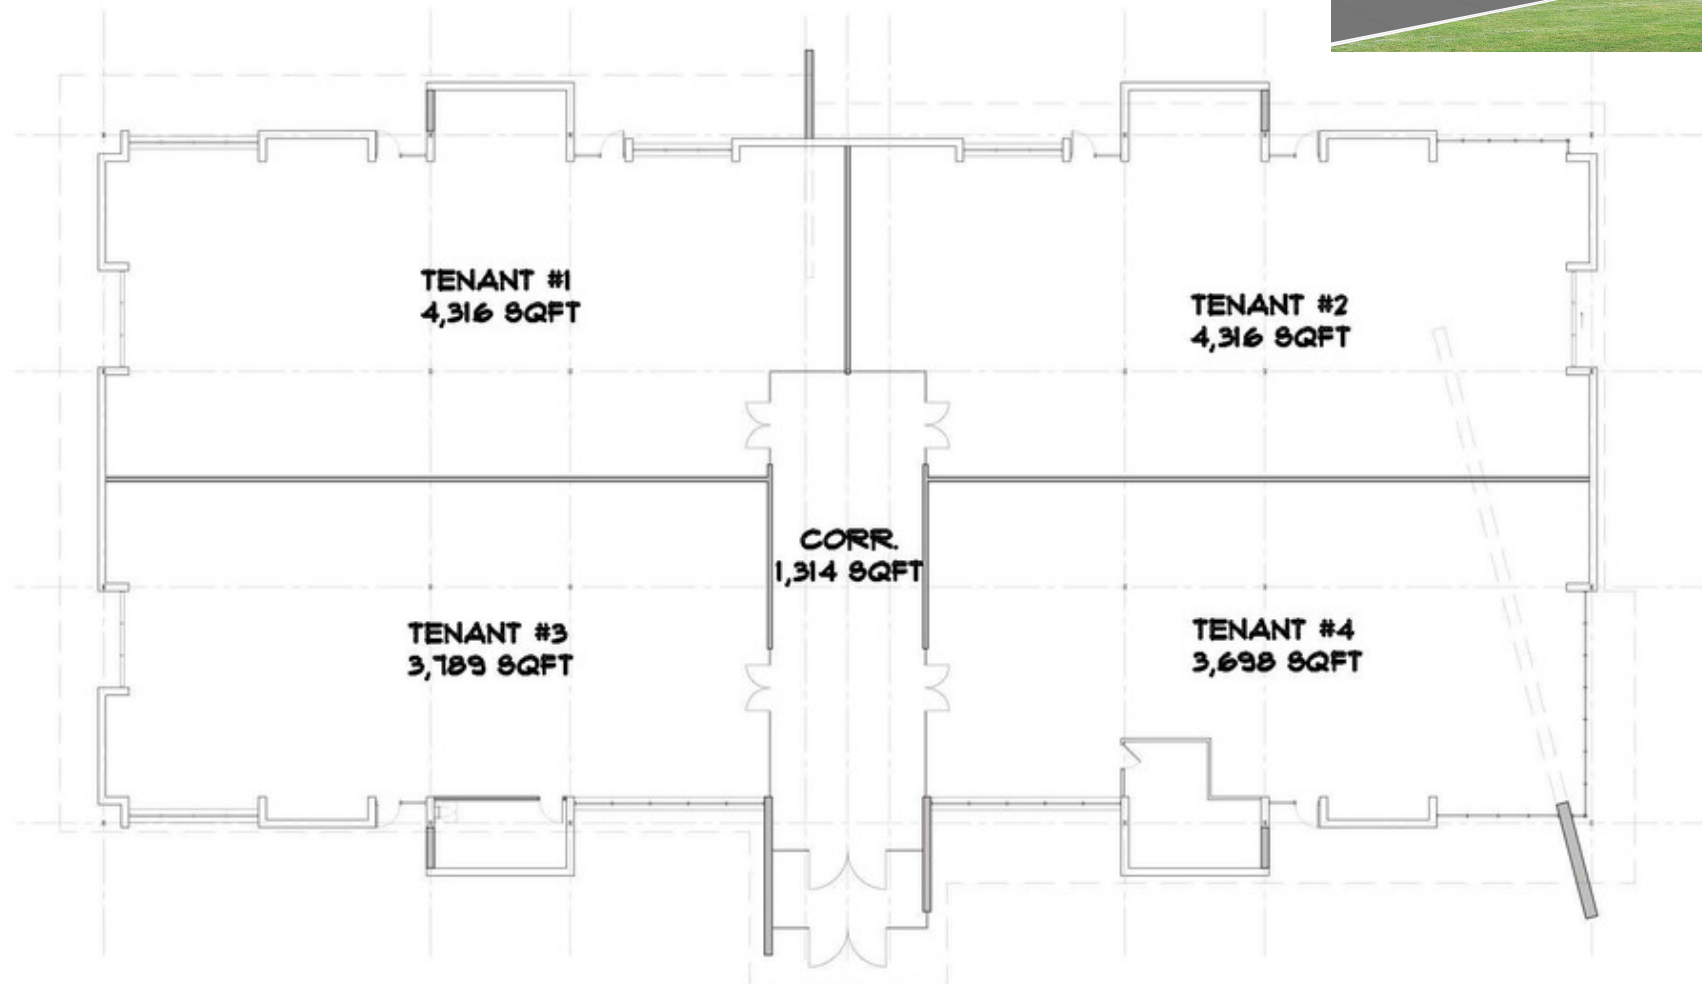 TENANT #1
4,316 SQFT
TENANT #2
4,316 SQFT
CORR.
1,314 SQFT
TENANT #3
3,789 SQFT
TENANT #4
3,698 SQFT